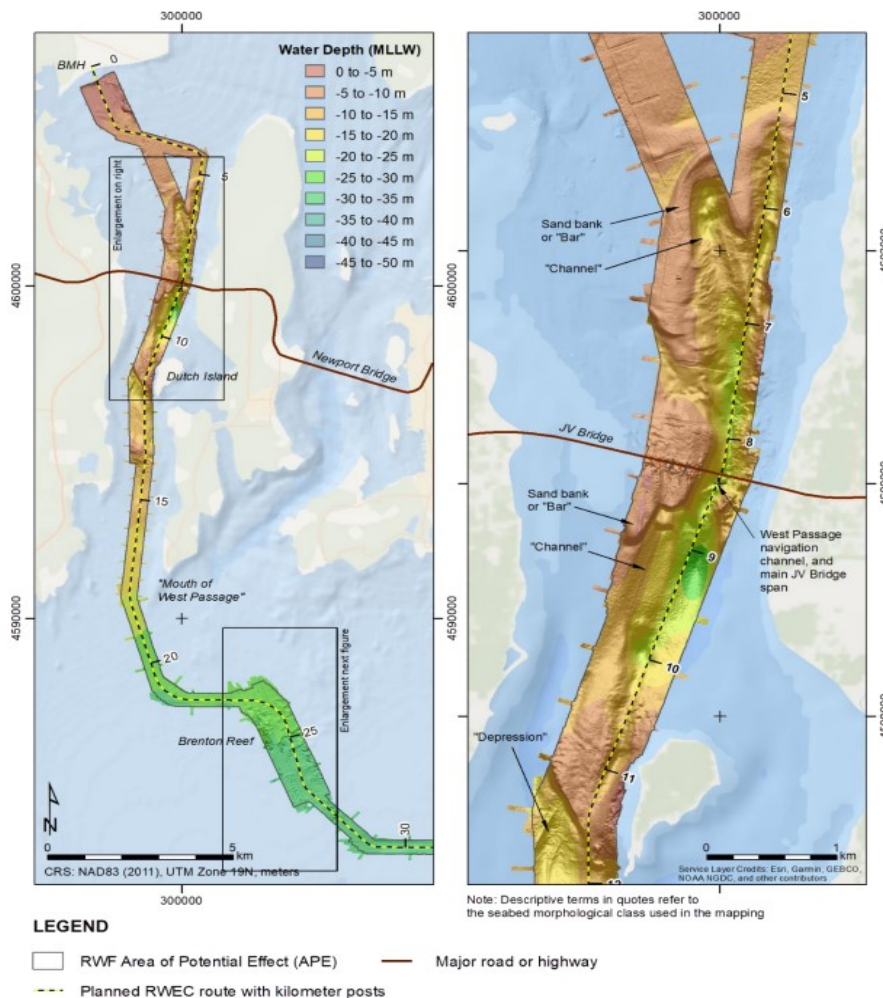 300000
300000
BMH
0
Water Depth (MLLW)
0 to -5 m
-5 to -10 m
-10 to -15 m
-15 to -20 m
-20 to -25 m
-25 to -30 m
-30 to -35 m
-35 to -40 m
-40 to -45 m
-45 to -50 m
Enlargement on right
5
4600000
10
Newport Bridge
Dutch Island
15
"Mouth of
West Passage"
4590000
20
Enlargement next figure
Brenton Reef
25
30
N
0
5
km
CRS: NAD83 (2011), UTM Zone 19N, meters
300000
5
6
Sand bank
or "Bar"
"Channel"
7
JV Bridge
8
Sand bank
or "Bar"
"Channel"
West Passage
navigation
channel, and
main JV Bridge
span
9
10
"Depression"
11
12
0
1
km
Service Layer Credits: Esri, Garmin, GEBCO,
NOAA NGDC, and other contributors
Note: Descriptive terms in quotes refer to
the seabed morphological class used in the mapping
LEGEND
RWF Area of Potential Effect (APE)
Major road or highway
Planned RWEC route with kilometer posts